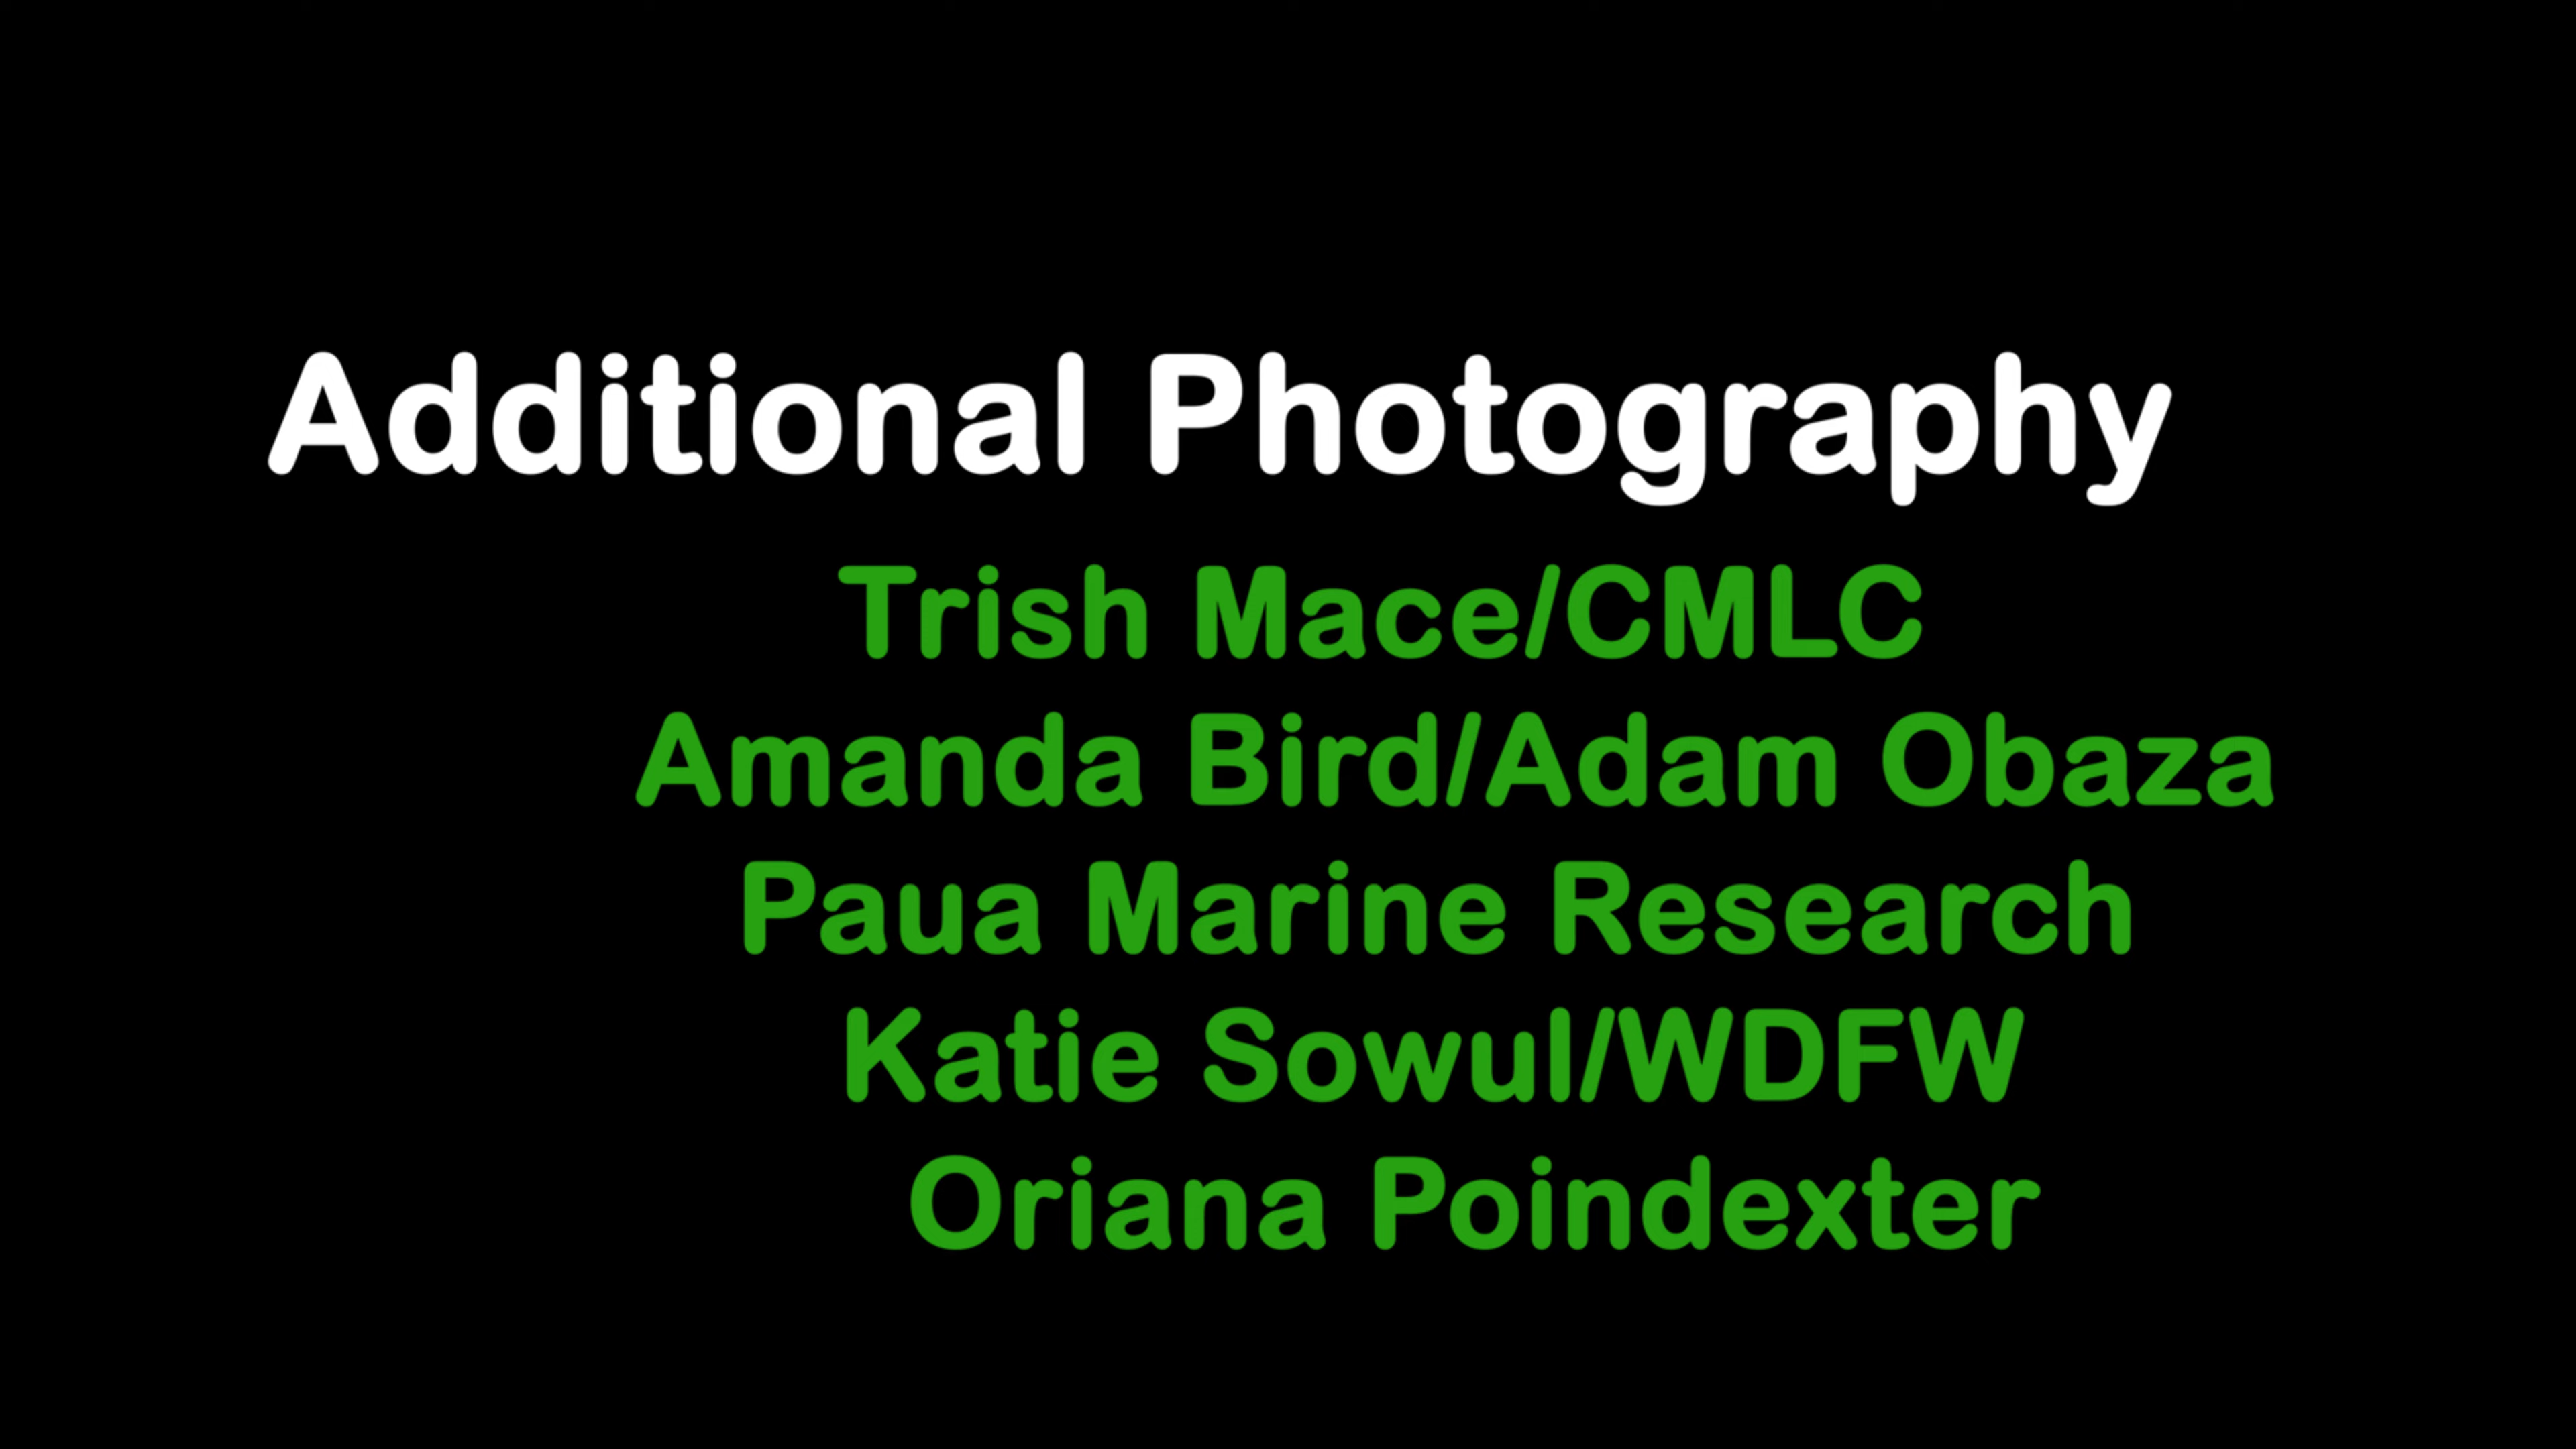 Additional Photography
Trish Mace/CMLC
Amanda Bird/Adam Obaza
Paua Marine Research
Katie Sowul/WDFW
Oriana Poindexter